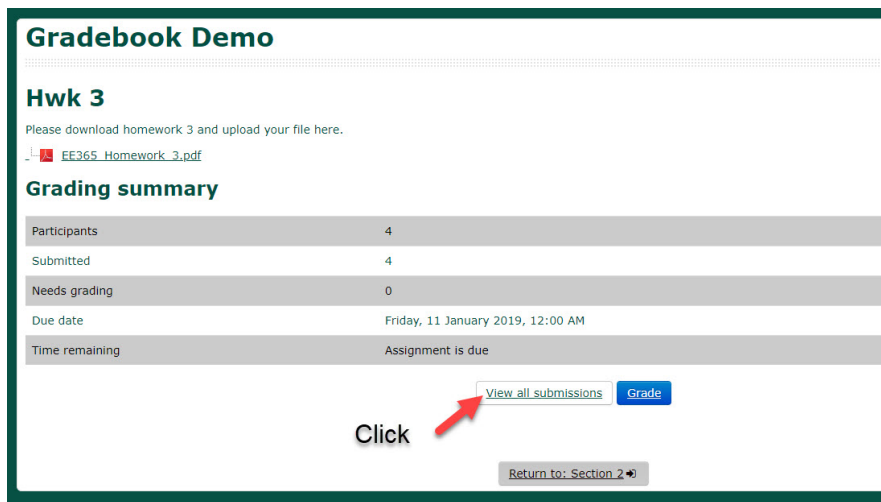 Gradebook Demo
Hwk 3
Please download homework 3 and upload your file here.
EE365_Homework_3.pdf
Grading summary
Participants 4
Submitted 4
Needs grading 0
Due date Friday, 11 January 2019, 12:00 AM
Time remaining Assignment is due
View all submissions Grade
Click
Return to: Section 2